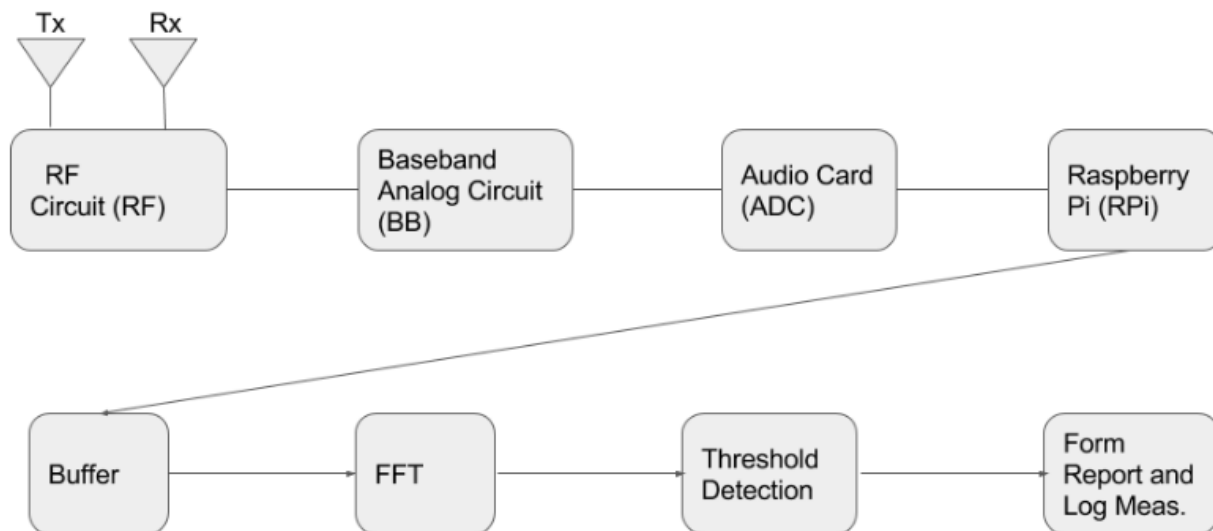 Tx
Rx
RF
Circuit (RF)
Baseband
Analog Circuit
(BB)
Audio Card
(ADC)
Raspberry
Pi (RPi)
Buffer
FFT
Threshold
Detection
Form
Report and
Log Meas.